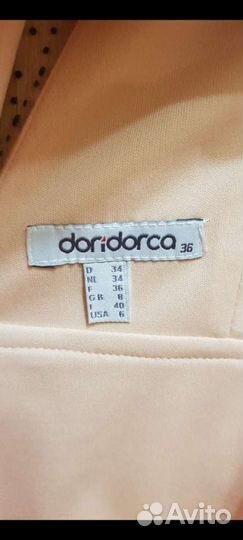 doridorca 36
D 34
NL 34
F 36
GB 8
I 40
USA 6
Avito